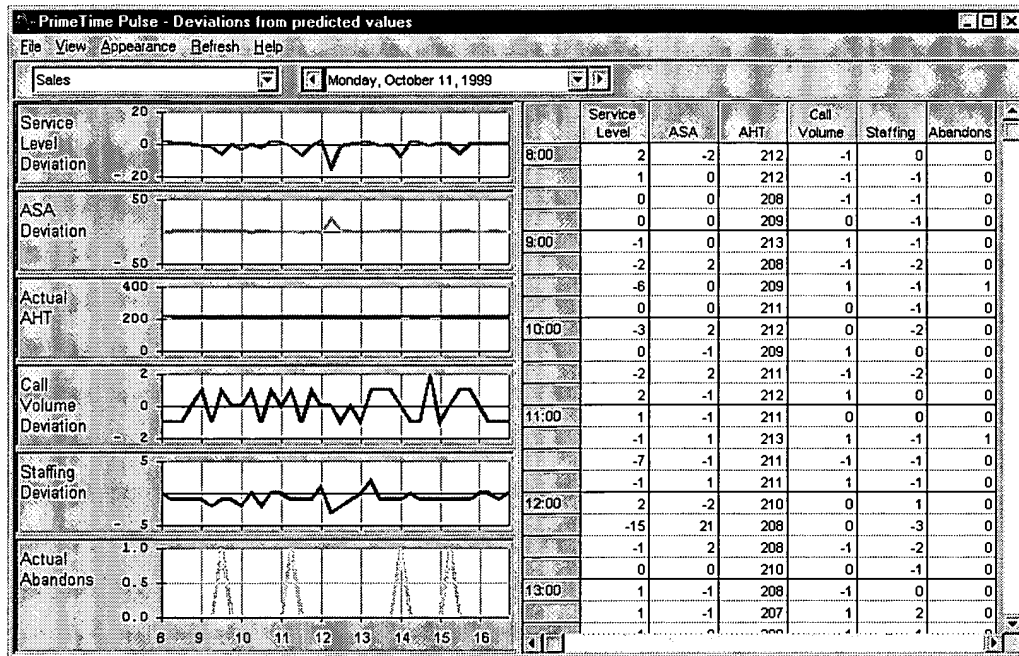 PrimeTime Pulse - Deviations from predicted values
File View Appearance Refresh Help
Sales Monday, October 11, 1999
Service Level Deviation
20
0
- 20
ASA Deviation
50
- 50
Actual AHT
400
200
0
Call Volume Deviation
2
0
- 2
Staffing Deviation
5
- 5
Actual Abandons
1.0
0.5
0.0
6 9 10 11 12 13 14 15 16
Service Level ASA AHT Call Volume Staffing Abandons
8:00 2 -2 212 -1 0 0
1 0 212 -1 -1 0
0 0 208 -1 -1 0
0 0 209 0 -1 0
9:00 -1 0 213 1 -1 0
-2 2 208 -1 -2 0
-6 0 209 1 -1 1
0 0 211 0 -1 0
10:00 -3 2 212 0 -2 0
0 -1 209 1 0 0
-2 2 211 -1 -2 0
2 -1 212 1 0 0
11:00 1 -1 211 0 0 0
-1 1 213 1 -1 1
-7 -1 211 -1 -1 0
-1 1 211 1 -1 0
12:00 2 -2 210 0 1 0
-15 21 208 0 -3 0
-1 2 208 -1 -2 0
0 0 210 0 -1 0
13:00 1 -1 208 -1 0 0
1 -1 207 1 2 0